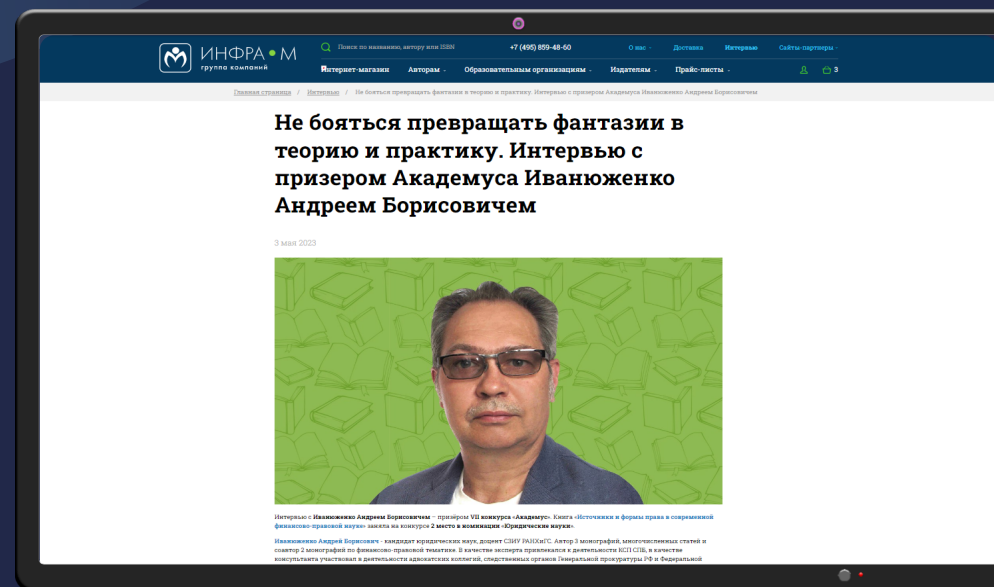 ИНФРА•М
группа компаний
Поиск по названию, автору или ISBN
+7 (495) 859-48-60
О нас
Доставка
Интервью
Сайты-партнеры
Интернет-магазин
Авторам
Образовательным организациям
Издателям
Прайс-листы
3
Главная страница / Интервью / Не бояться превращать фантазии в теорию и практику. Интервью с призером Академуса Иванюженко Андреем Борисовичем
Не бояться превращать фантазии в
теорию и практику. Интервью с
призером Академуса Иванюженко
Андреем Борисовичем
3 мая 2023
Интервью с Иванюженко Андреем Борисовичем – призёром VII конкурса «Академус». Книга «Источники и формы права в современной
финансово-правовой науке» заняла на конкурсе 2 место в номинации «Юридические науки».
Иванюженко Андрей Борисович - кандидат юридических наук, доцент СЗИУ РАНХиГС. Автор 3 монографий, многочисленных статей и
соавтор 2 монографий по финансово-правовой тематике. В качестве эксперта привлекался к деятельности КСП СПб, в качестве
консультанта участвовал в деятельности адвокатских коллегий, следственных органов Генеральной прокуратуры РФ и Федеральной